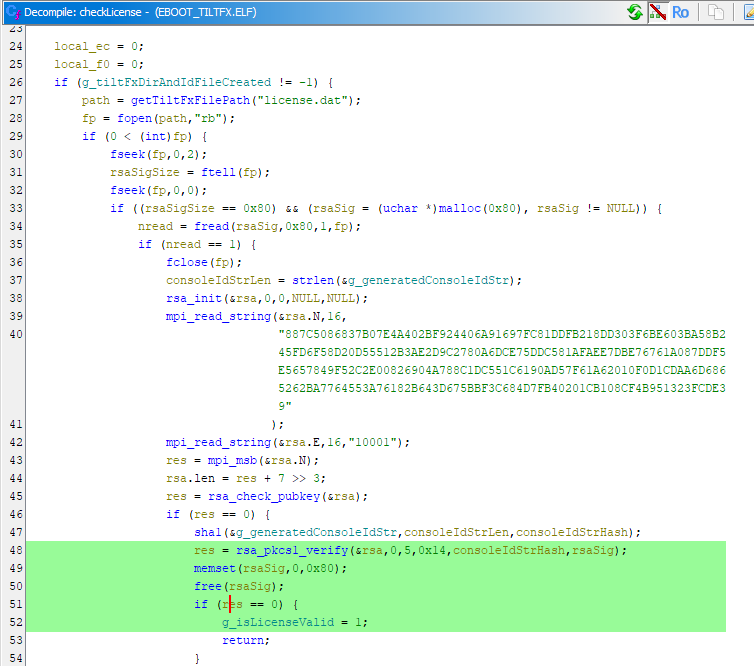 Decompile: checkLicense - (EBOOT_TILTFX.ELF)
Ro
23
24 local_ec = 0;
25 local_f0 = 0;
26 if (g_tiltFxDirAndIdFileCreated != -1) {
27 path = getTiltFxFilePath("license.dat");
28 fp = fopen(path,"rb");
29 if (0 < (int)fp) {
30 fseek(fp,0,2);
31 rsaSigSize = ftell(fp);
32 fseek(fp,0,0);
33 if ((rsaSigSize == 0x80) && (rsaSig = (uchar *)malloc(0x80), rsaSig != NULL)) {
34 nread = fread(rsaSig,0x80,1,fp);
35 if (nread == 1) {
36 fclose(fp);
37 consoleIdStrLen = strlen(&g_generatedConsoleIdStr);
38 rsa_init(&rsa,0,0,NULL,NULL);
39 mpi_read_string(&rsa.N,16,
40 "887C5086837B07E4A402BF924406A91697FC81DDFB218DD303F6BE603BA58B2
45FD6F58D20D55512B3AE2D9C2780A6DCE75DDC581AFAEE7DBE76761A087DDF5
E5657849F52C2E00826904A788C1DC551C6190AD57F61A62010F0D1CDAA6D686
5262BA7764553A76182B643D675BBF3C684D7FB40201CB108CF4B951323FCDE3
9"
41 );
42 mpi_read_string(&rsa.E,16,"10001");
43 res = mpi_msb(&rsa.N);
44 rsa.len = res + 7 >> 3;
45 res = rsa_check_pubkey(&rsa);
46 if (res == 0) {
47 sha1(&g_generatedConsoleIdStr,consoleIdStrLen,consoleIdStrHash);
48 res = rsa_pkcs1_verify(&rsa,0,5,0x14,consoleIdStrHash,rsaSig);
49 memset(rsaSig,0,0x80);
50 free(rsaSig);
51 if (res == 0) {
52 g_isLicenseValid = 1;
53 return;
54 }